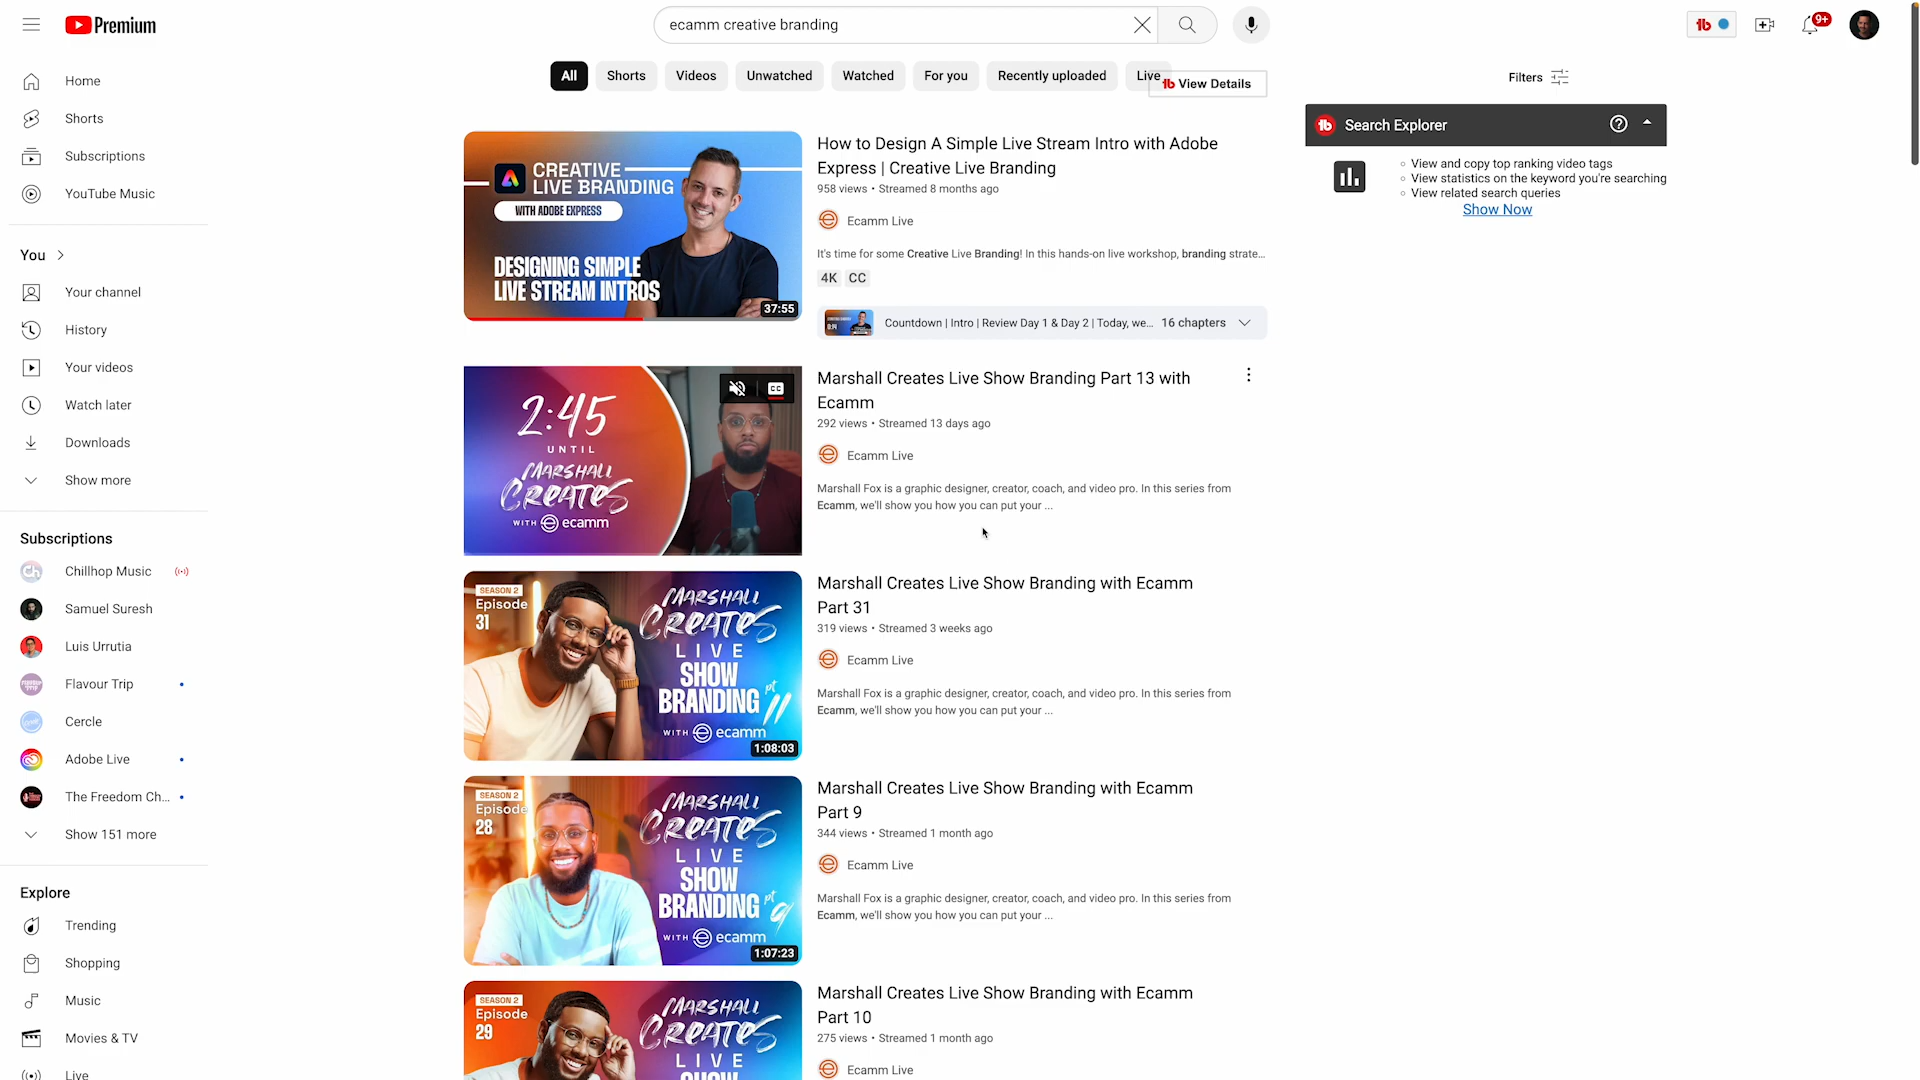 Premium
ecamm creative branding
9+
All
Shorts
Videos
Unwatched
Watched
For you
Recently uploaded
Live
View Details
Filters
Home
Shorts
Subscriptions
YouTube Music
You
Your channel
History
Your videos
Watch later
Downloads
Show more
Subscriptions
Chillhop Music
Samuel Suresh
Luis Urrutia
Flavour Trip
Cercle
Adobe Live
The Freedom Ch...
Show 151 more
Explore
Trending
Shopping
Music
Movies & TV
Live
CREATIVE
LIVE BRANDING
WITH ADOBE EXPRESS
DESIGNING SIMPLE
LIVE STREAM INTROS
37:55
How to Design A Simple Live Stream Intro with Adobe
Express | Creative Live Branding
958 views • Streamed 8 months ago
Ecamm Live
It's time for some Creative Live Branding! In this hands-on live workshop, branding strate...
4K CC
Countdown | Intro | Review Day 1 & Day 2 | Today, we... 16 chapters
2:45
UNTIL
MARSHALL
CREATES
WITH ecamm
CC
Marshall Creates Live Show Branding Part 13 with
Ecamm
292 views • Streamed 13 days ago
Ecamm Live
Marshall Fox is a graphic designer, creator, coach, and video pro. In this series from
Ecamm, we'll show you how you can put your ...
SEASON 2
Episode
31
MARSHALL
CREATES
LIVE
SHOW
BRANDING pt 11
WITH ecamm
1:08:03
Marshall Creates Live Show Branding with Ecamm
Part 31
319 views • Streamed 3 weeks ago
Ecamm Live
Marshall Fox is a graphic designer, creator, coach, and video pro. In this series from
Ecamm, we'll show you how you can put your ...
SEASON 2
Episode
28
MARSHALL
CREATES
LIVE
SHOW
BRANDING pt 9
WITH ecamm
1:07:23
Marshall Creates Live Show Branding with Ecamm
Part 9
344 views • Streamed 1 month ago
Ecamm Live
Marshall Fox is a graphic designer, creator, coach, and video pro. In this series from
Ecamm, we'll show you how you can put your ...
SEASON 2
Episode
29
MARSHALL
CREATES
LIVE
Marshall Creates Live Show Branding with Ecamm
Part 10
275 views • Streamed 1 month ago
Ecamm Live
Search Explorer
View and copy top ranking video tags
View statistics on the keyword you're searching
View related search queries
Show Now